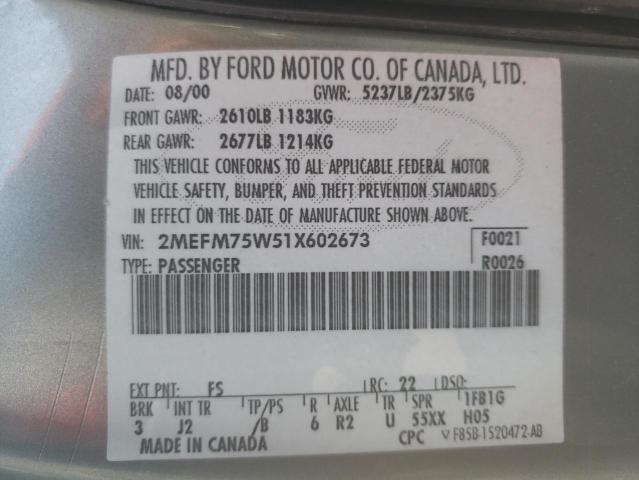 MFD. BY FORD MOTOR CO. OF CANADA, LTD.
DATE: 08/00 GVWR: 5237LB/2375KG
FRONT GAWR: 2610LB 1183KG
REAR GAWR: 2677LB 1214KG
THIS VEHICLE CONFORMS TO ALL APPLICABLE FEDERAL MOTOR
VEHICLE SAFETY, BUMPER, AND THEFT PREVENTION STANDARDS
IN EFFECT ON THE DATE OF MANUFACTURE SHOWN ABOVE.
VIN: 2MEFM75W51X602673 F0021
TYPE: PASSENGER R0026
EXT PNT: FS RC: 22 DSO:
BRK INT TR TP/PS R AXLE TR SPR 1FB1G
3 J2 /B 6 R2 U 55XX H05
MADE IN CANADA CPC F85B-1520472-AB